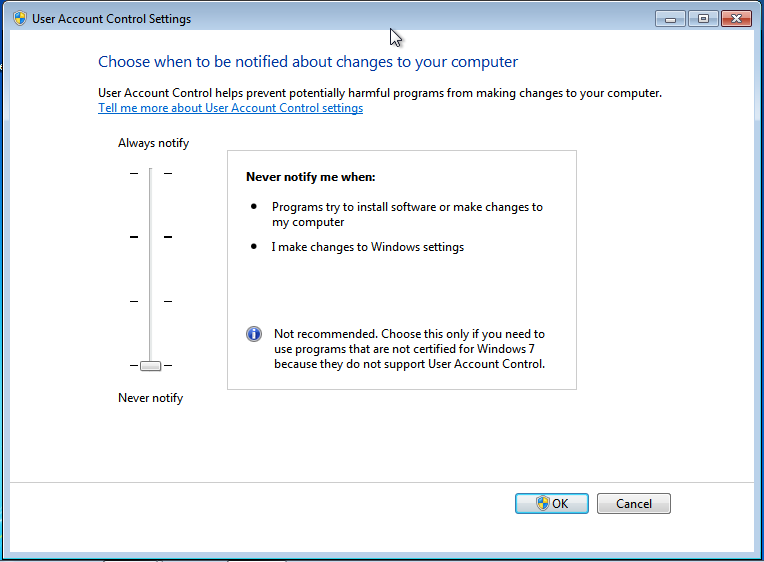 User Account Control Settings
Choose when to be notified about changes to your computer
User Account Control helps prevent potentially harmful programs from making changes to your computer.
Tell me more about User Account Control settings
Always notify
Never notify me when:
Programs try to install software or make changes to
my computer
I make changes to Windows settings
Not recommended. Choose this only if you need to
use programs that are not certified for Windows 7
because they do not support User Account Control.
Never notify
OK
Cancel